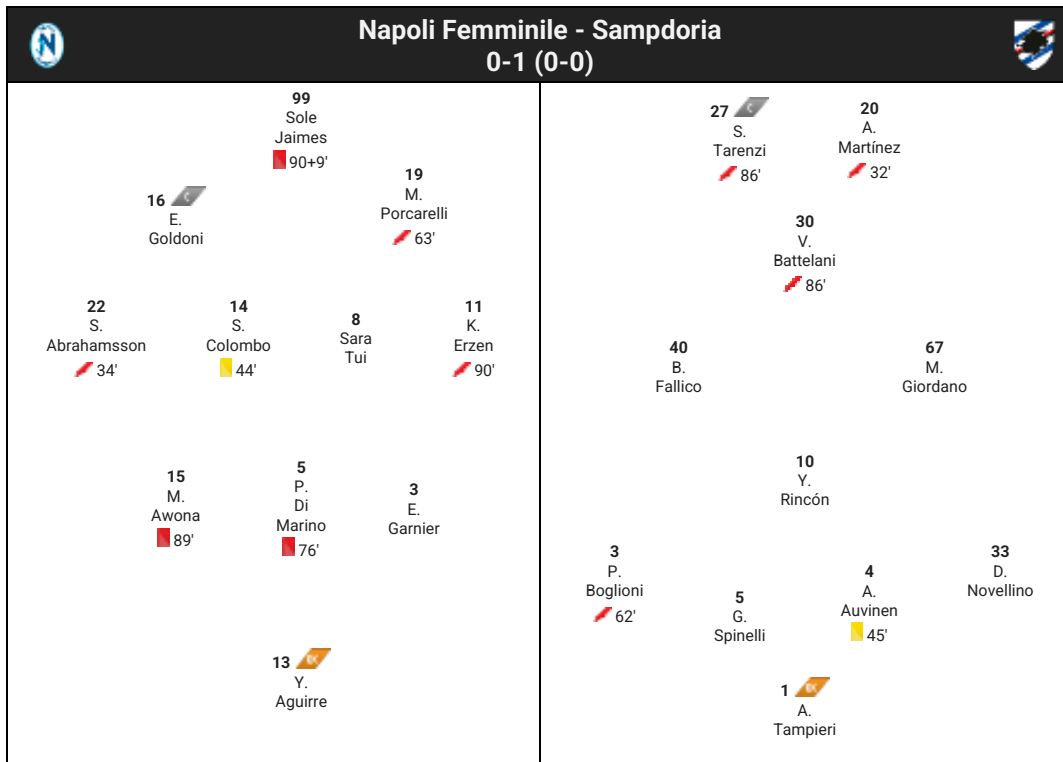 Napoli Femminile - Sampdoria
0-1 (0-0)
99
Sole
Jaimes
90+9'
16 C
E.
Goldoni
19
M.
Porcarelli
63'
22
S.
Abrahamsson
34'
14
S.
Colombo
44'
8
Sara
Tui
11
K.
Erzen
90'
15
M.
Awona
89'
5
P.
Di
Marino
76'
3
E.
Garnier
13 GK
Y.
Aguirre
27 C
S.
Tarenzi
86'
20
A.
Martínez
32'
30
V.
Battelani
86'
40
B.
Fallico
67
M.
Giordano
10
Y.
Rincón
3
P.
Boglioni
62'
5
G.
Spinelli
4
A.
Auvinen
45'
33
D.
Novellino
1 GK
A.
Tampieri